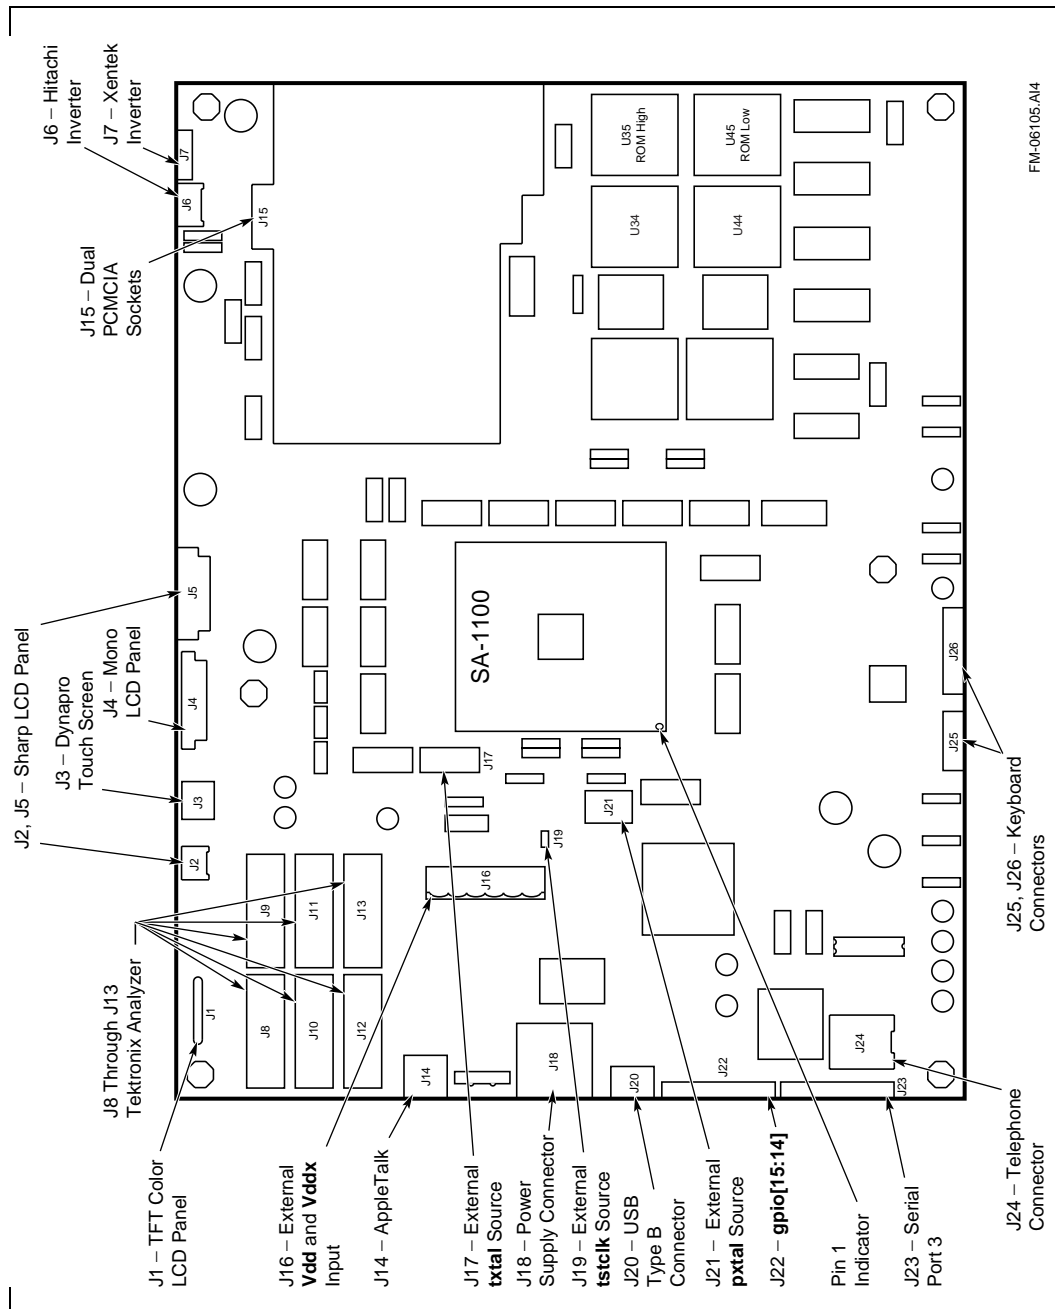 J2, J5 – Sharp LCD Panel
J3 – Dynapro
Touch Screen
J4 – Mono
LCD Panel
J6 – Hitachi
Inverter
J7 – Xentek
Inverter
J15 – Dual
PCMCIA
Sockets
J8 Through J13
Tektronix Analyzer
J1 – TFT Color
LCD Panel
J16 – External
Vdd and Vddx
Input
J14 – AppleTalk
J17 – External
txtal Source
J18 – Power
Supply Connector
J19 – External
tstclk Source
J20 – USB
Type B
Connector
J21 – External
pxtal Source
J22 – gpio[15:14]
Pin 1
Indicator
J23 – Serial
Port 3
J24 – Telephone
Connector
J25, J26 – Keyboard
Connectors
J1
J2
J3
J4
J5
J6
J7
J8
J9
J10
J11
J12
J13
J14
J15
J16
J17
J18
J19
J20
J21
J22
J23
J24
J25
J26
SA-1100
U34
U35
ROM High
U44
U45
ROM Low
FM-06105.AI4